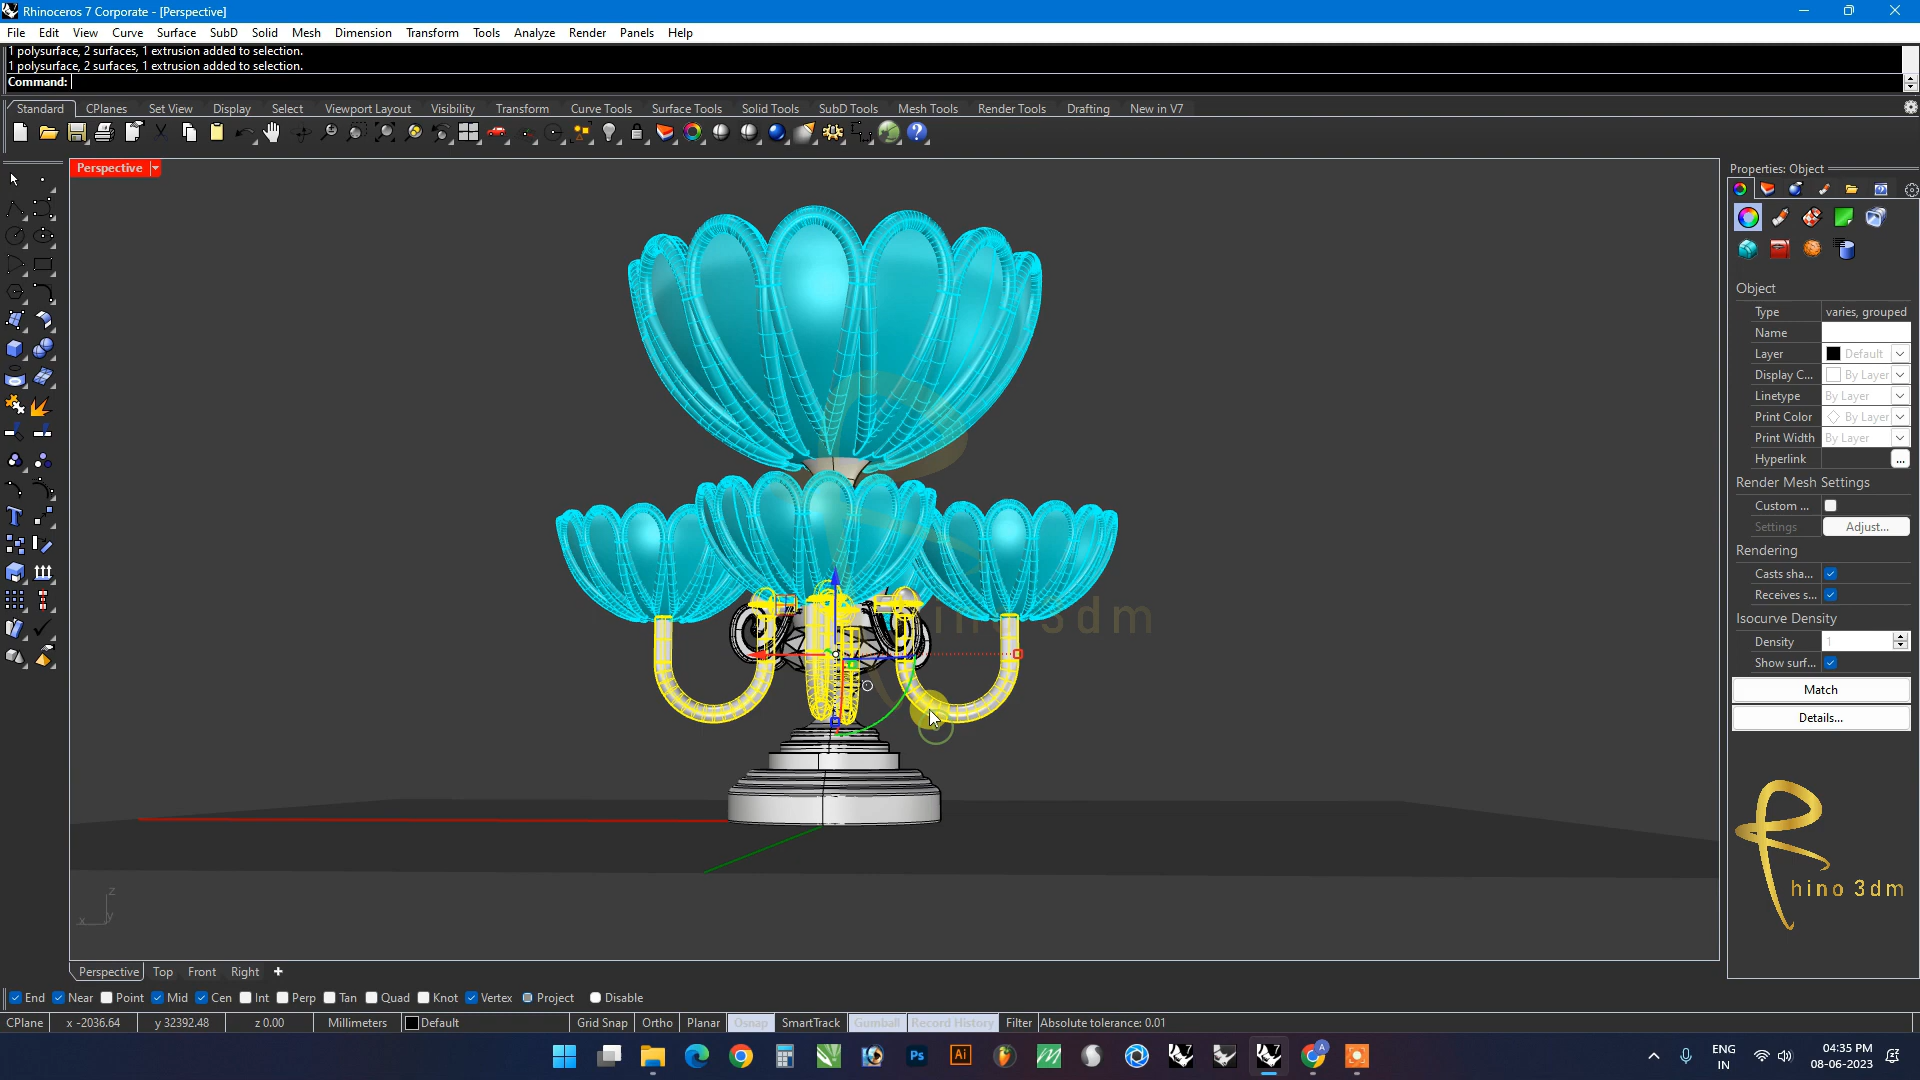 Rhinoceros 7 Corporate - [Perspective]
File Edit View Curve Surface SubD Solid Mesh Dimension Transform Tools Analyze Render Panels Help
1 polysurface, 2 surfaces, 1 extrusion added to selection.
1 polysurface, 2 surfaces, 1 extrusion added to selection.
Command:
Standard CPlanes Set View Display Select Viewport Layout Visibility Transform Curve Tools Surface Tools Solid Tools SubD Tools Mesh Tools Render Tools Drafting New in V7
Perspective
Properties: Object
Object
Type varies, grouped
Name
Layer Default
Display C... By Layer
Linetype By Layer
Print Color By Layer
Print Width By Layer
Hyperlink ...
Render Mesh Settings
Custom ...
Settings Adjust...
Rendering
Casts sha...
Receives s...
Isocurve Density
Density 1
Show surf...
Match
Details...
hino 3dm
Rhino 3dm
z
x y
Perspective Top Front Right
End Near Point Mid Cen Int Perp Tan Quad Knot Vertex Project Disable
CPlane x -2036.64 y 32392.48 z 0.00 Millimeters Default Grid Snap Ortho Planar Osnap SmartTrack Gumball Record History Filter Absolute tolerance: 0.01
Ps Ai 7 7 A
ENG
IN
04:35 PM
08-06-2023